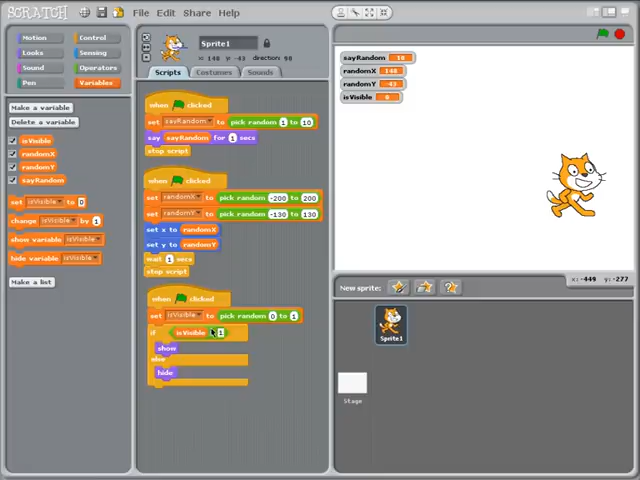 SCRATCH File Edit Share Help
Motion Control
Looks Sensing
Sound Operators
Pen Variables
Make a variable
Delete a variable
isVisible
randomX
randomY
sayRandom
set isVisible to 0
change isVisible by 1
show variable isVisible
hide variable isVisible
Make a list
Sprite1
x: 148 y: -43 direction: 90
Scripts Costumes Sounds
when clicked
set sayRandom to pick random 1 to 10
say sayRandom for 1 secs
stop script
when clicked
set randomX to pick random -200 to 200
set randomY to pick random -130 to 130
set x to randomX
set y to randomY
wait 1 secs
stop script
when clicked
set isVisible to pick random 0 to 1
if isVisible 1
show
else
hide
sayRandom 10
randomX 148
randomY -43
isVisible 0
x: -449 y: -277
New sprite:
Sprite1
Stage